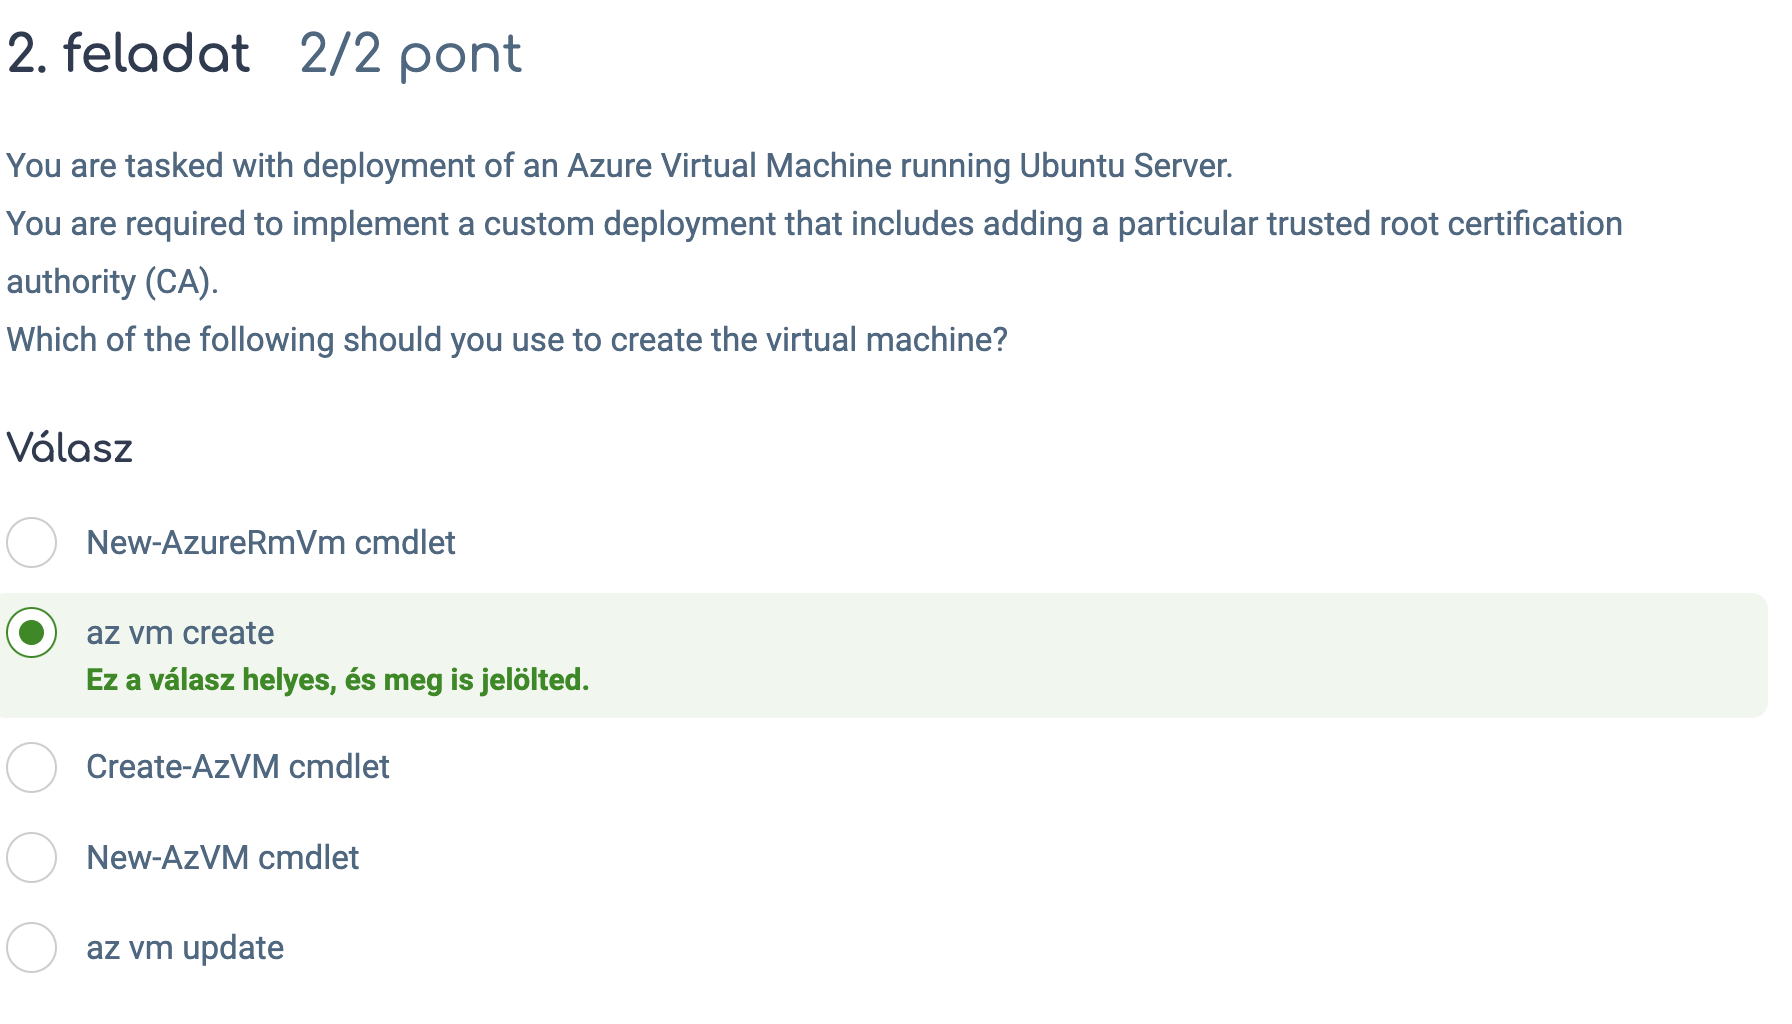 2. feladat 2/2 pont
You are tasked with deployment of an Azure Virtual Machine running Ubuntu Server.
You are required to implement a custom deployment that includes adding a particular trusted root certification
authority (CA).
Which of the following should you use to create the virtual machine?
Válasz
New-AzureRmVm cmdlet
az vm create
Ez a válasz helyes, és meg is jelölted.
Create-AzVM cmdlet
New-AzVM cmdlet
az vm update